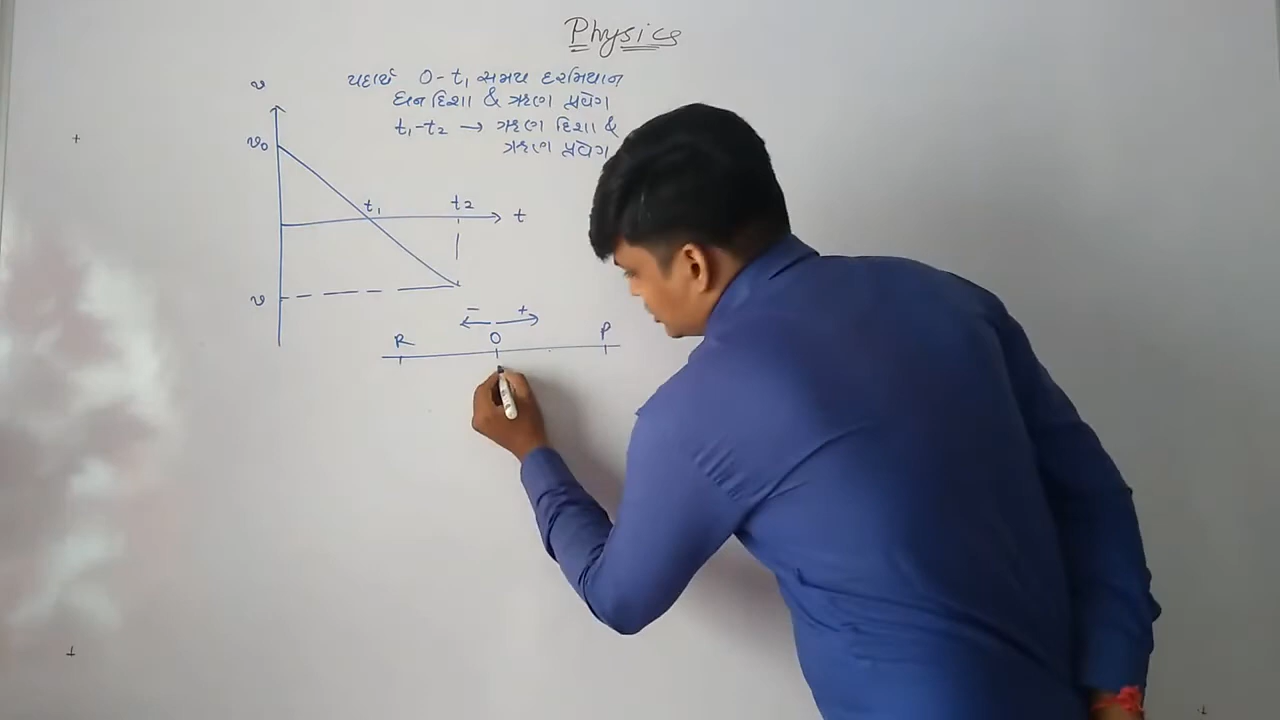 Physics
પદાર્થ 0-t₁ સમય દરમિયાન
ધન દિશા & ઋણ પ્રવેગ
t₁-t₂ → ઋણ દિશા &
ઋણ પ્રવેગ
v
v₀
t₁
t₂
t
v
- +
R O P